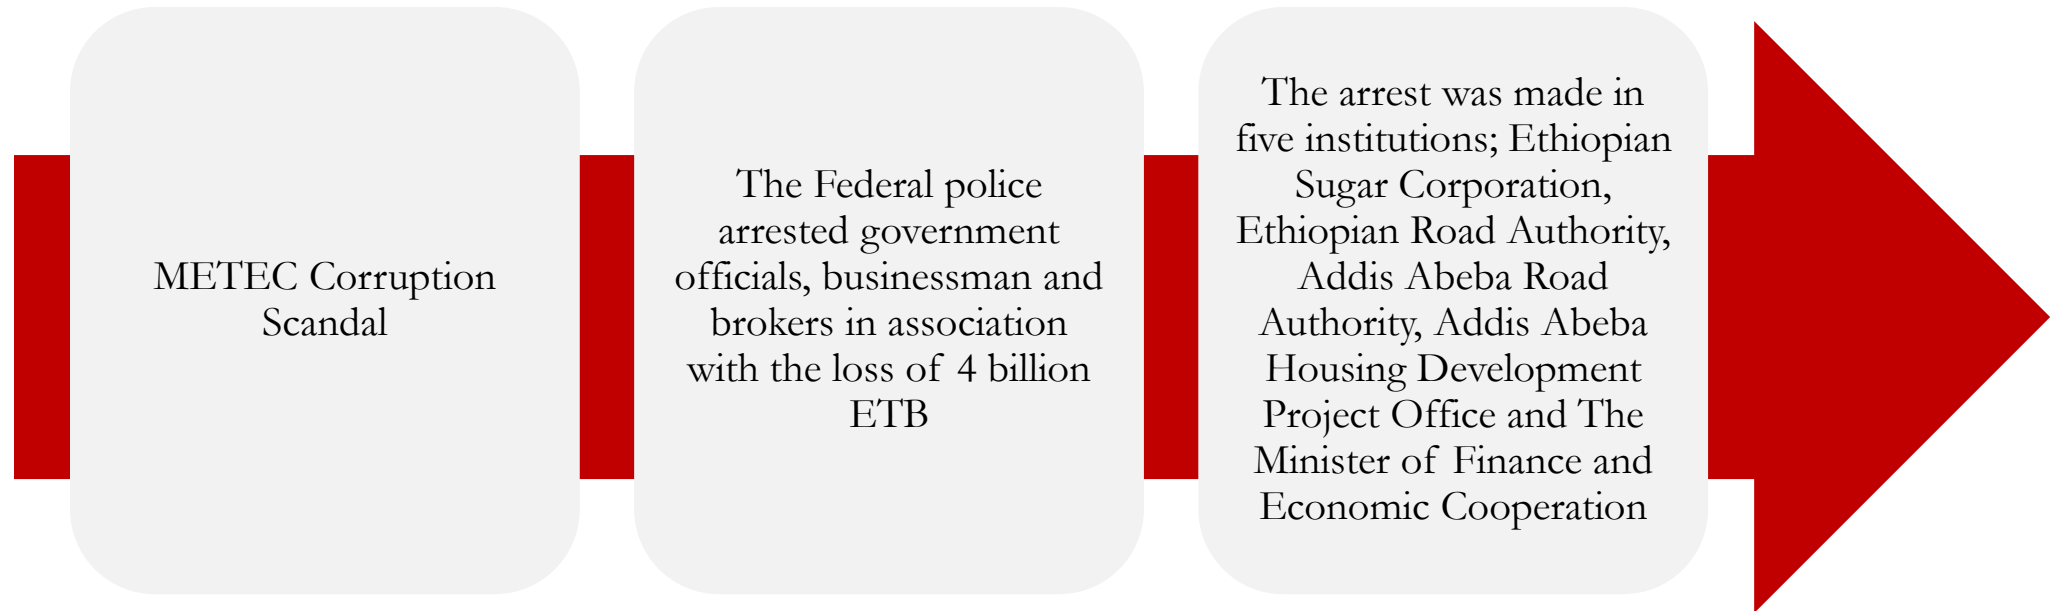 METEC Corruption
Scandal
The Federal police
arrested government
officials, businessman and
brokers in association
with the loss of 4 billion
ETB
The arrest was made in
five institutions; Ethiopian
Sugar Corporation,
Ethiopian Road Authority,
Addis Abeba Road
Authority, Addis Abeba
Housing Development
Project Office and The
Minister of Finance and
Economic Cooperation